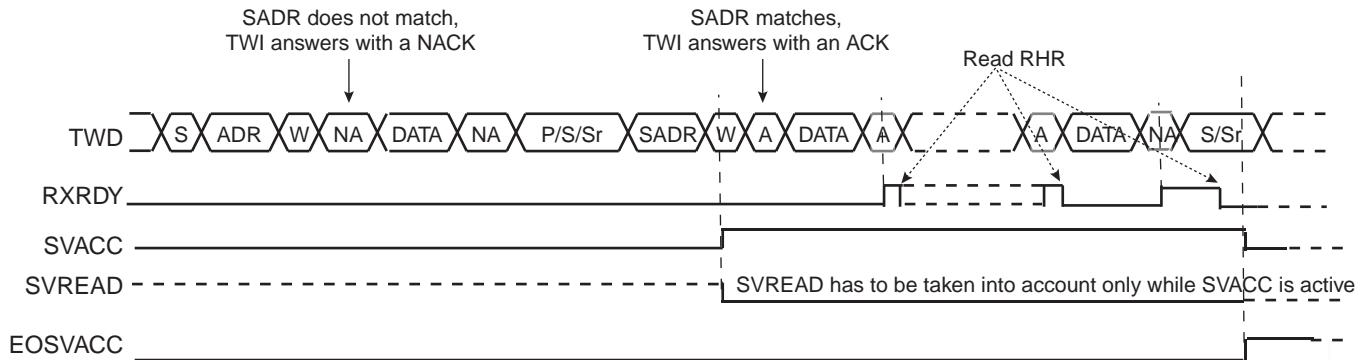 SADR does not match,
TWI answers with a NACK
SADR matches,
TWI answers with an ACK
Read RHR
TWD S ADR W NA DATA NA P/S/Sr SADR W A DATA A A DATA NA S/Sr
RXRDY
SVACC
SVREAD SVREAD has to be taken into account only while SVACC is active
EOSVACC